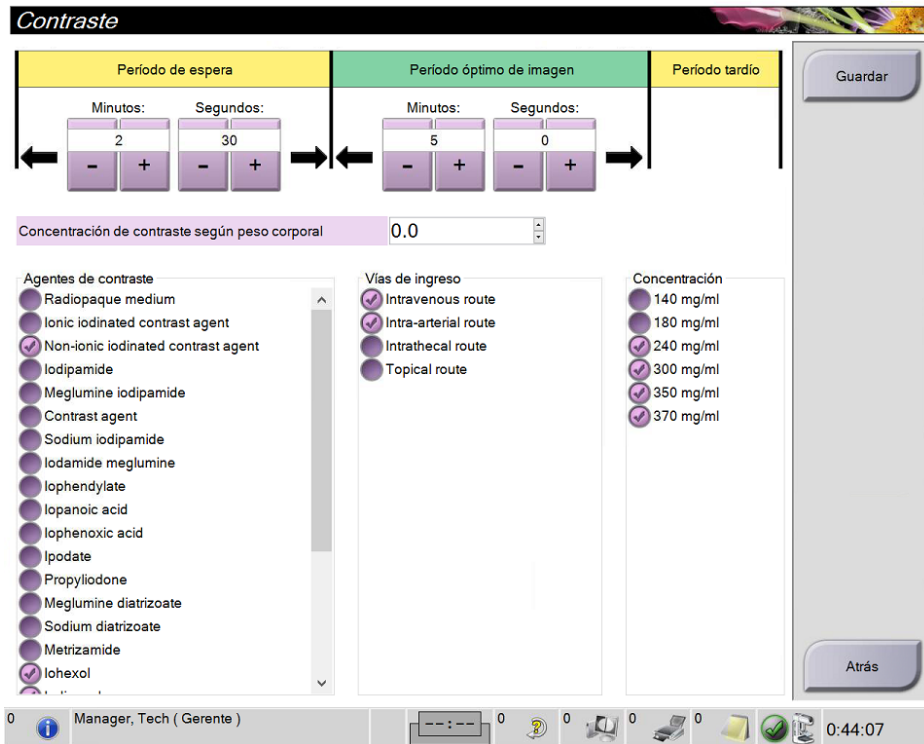 Contraste
Período de espera
Período óptimo de imagen
Período tardío
Guardar
Minutos:
Segundos:
Minutos:
Segundos:
2
30
5
0
- + - + - + - +
Concentración de contraste según peso corporal
0.0
Agentes de contraste
Radiopaque medium
Ionic iodinated contrast agent
Non-ionic iodinated contrast agent
Iodipamide
Meglumine iodipamide
Contrast agent
Sodium iodipamide
Iodamide meglumine
Iophendylate
Iopanoic acid
Iophenoxic acid
Ipodate
Propyliodone
Meglumine diatrizoate
Sodium diatrizoate
Metrizamide
Iohexol
Vías de ingreso
Intravenous route
Intra-arterial route
Intrathecal route
Topical route
Concentración
140 mg/ml
180 mg/ml
240 mg/ml
300 mg/ml
350 mg/ml
370 mg/ml
Atrás
0
Manager, Tech ( Gerente )
--:--
0
0
0
0
0:44:07